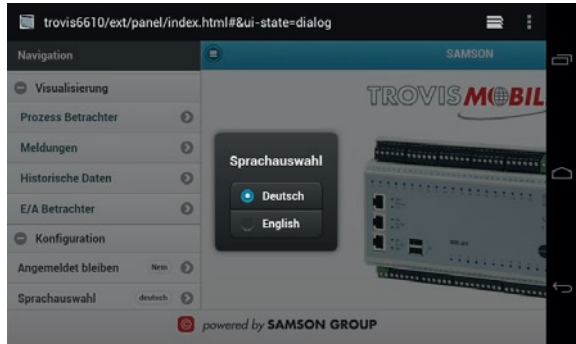 trovis6610/ext/panel/index.html#&ui-state=dialog
Navigation
SAMSON
Visualisierung
TROVIS MOBIL
Prozess Betrachter
Meldungen
Sprachauswahl
Historische Daten
Deutsch
E/A Betrachter
English
Konfiguration
Angemeldet bleiben Nein
Sprachauswahl deutsch
© powered by SAMSON GROUP